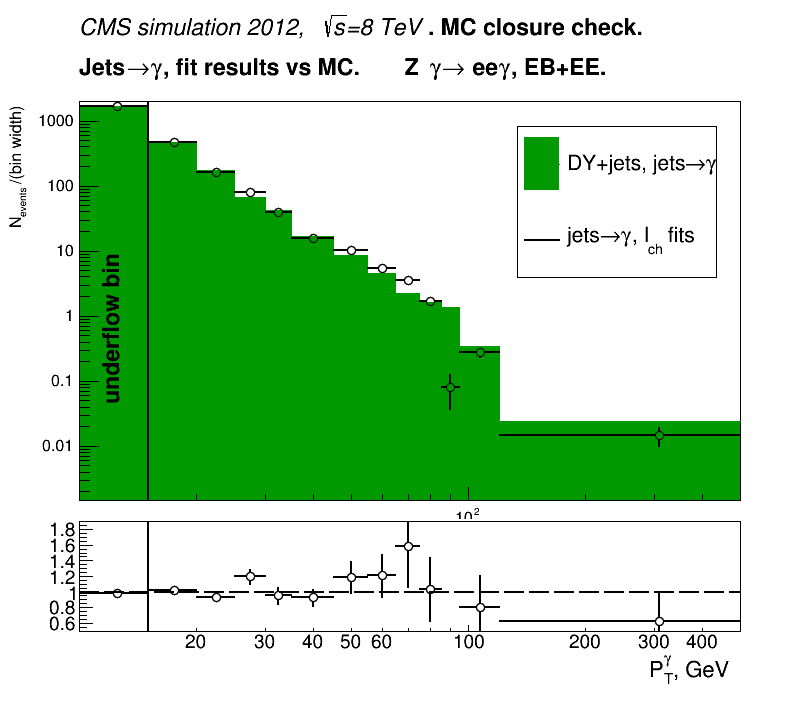 CMS simulation 2012, √s=8 TeV . MC closure check.
Jets→γ, fit results vs MC. Z γ→ eeγ, EB+EE.
N_events /(bin width)
1000
100
10
1
0.1
0.01
underflow bin
DY+jets, jets→γ
jets→γ, I_ch fits
10²
1.8
1.6
1.4
1.2
1
0.8
0.6
20 30 40 50 60 100 200 300 400
P_T^γ, GeV